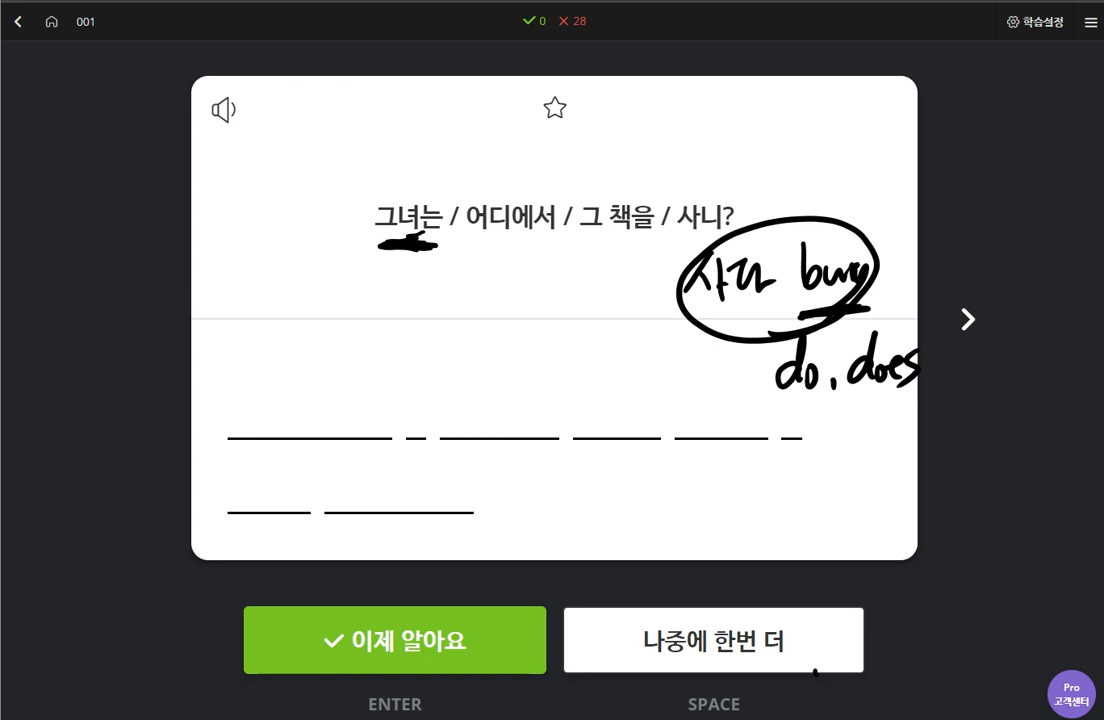 001
0
28
학습설정
그녀는 / 어디에서 / 그 책을 / 사니?
사다 buy
do, does
이제 알아요
나중에 한번 더
ENTER
SPACE
Pro
고객센터